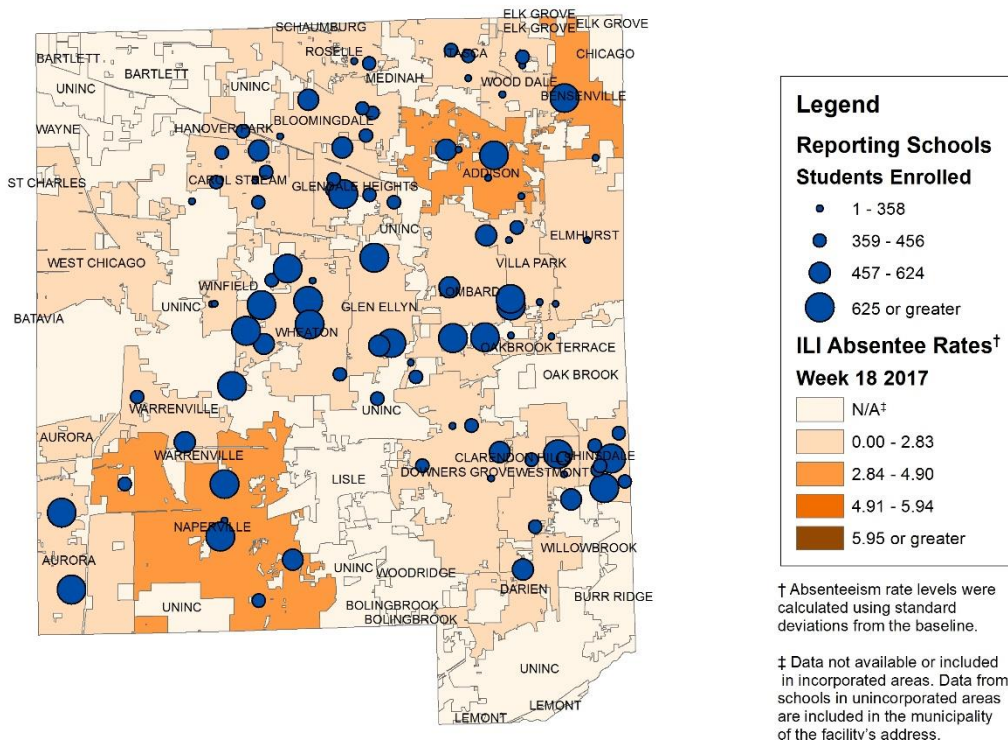 ELK GROVE
ELK GROVE
ELK GROVE
SCHAUMBURG
ROSELLE
ITASCA
CHICAGO
BARTLETT
BARTLETT
MEDINAH
UNINC
UNINC
WOOD DALE
BENSENVILLE
WAYNE
HANOVER PARK
BLOOMINGDALE
ST CHARLES
CAROL STREAM
GLENDALE HEIGHTS
ADDISON
UNINC
ELMHURST
WEST CHICAGO
VILLA PARK
WINFIELD
LOMBARD
UNINC
GLEN ELLYN
BATAVIA
WHEATON
OAKBROOK TERRACE
OAK BROOK
WARRENVILLE
UNINC
AURORA
WARRENVILLE
CLARENDON HILLS
HINSDALE
DOWNERS GROVE
WESTMONT
LISLE
NAPERVILLE
AURORA
UNINC
WOODRIDGE
WILLOWBROOK
DARIEN
UNINC
BOLINGBROOK
BOLINGBROOK
BURR RIDGE
UNINC
LEMONT
LEMONT
Legend
Reporting Schools
Students Enrolled
1 - 358
359 - 456
457 - 624
625 or greater
ILI Absentee Rates†
Week 18 2017
N/A‡
0.00 - 2.83
2.84 - 4.90
4.91 - 5.94
5.95 or greater
† Absenteeism rate levels were
calculated using standard
deviations from the baseline.
‡ Data not available or included
in incorporated areas. Data from
schools in unincorporated areas
are included in the municipality
of the facility's address.